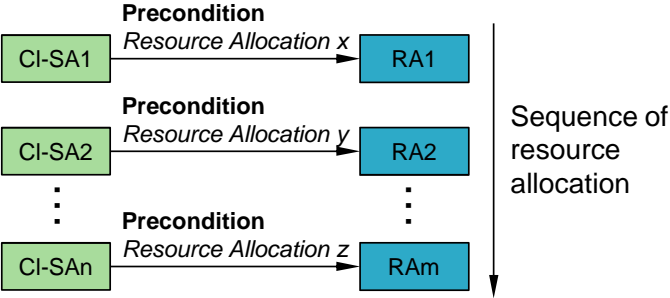 Precondition
Resource Allocation x
CI-SA1
RA1
Precondition
Resource Allocation y
CI-SA2
RA2
Precondition
Resource Allocation z
CI-SAn
RAm
Sequence of
resource
allocation